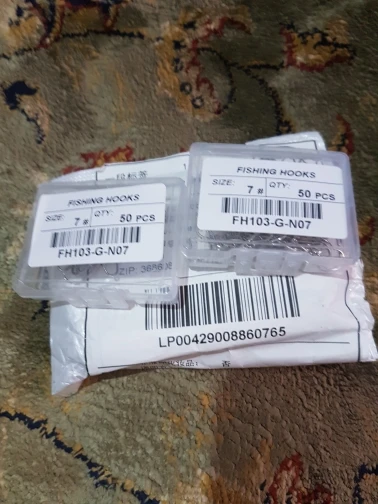 FISHING HOOKS
SIZE: 7 # QTY: 50 PCS
FH103-G-N07
FISHING HOOKS
SIZE: 7 # QTY: 50 PCS
FH103-G-N07
ZIP:
LP00429008860765